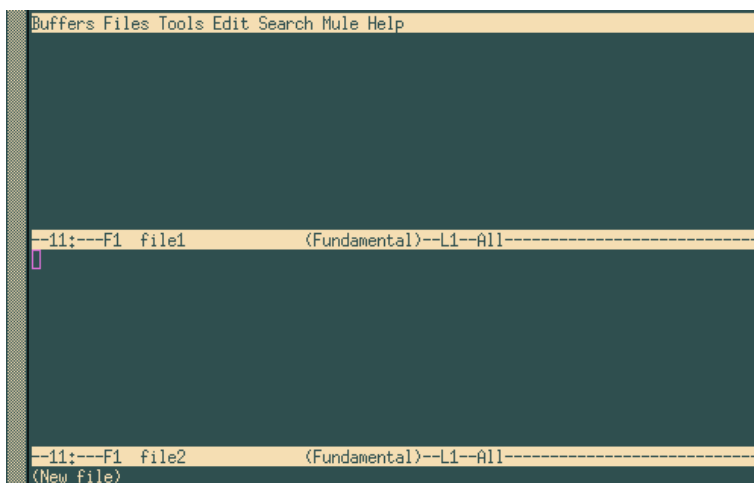 Buffers Files Tools Edit Search Mule Help
--11:---F1  file1               (Fundamental)--L1--All---------------------------
--11:---F1  file2               (Fundamental)--L1--All---------------------------
(New file)